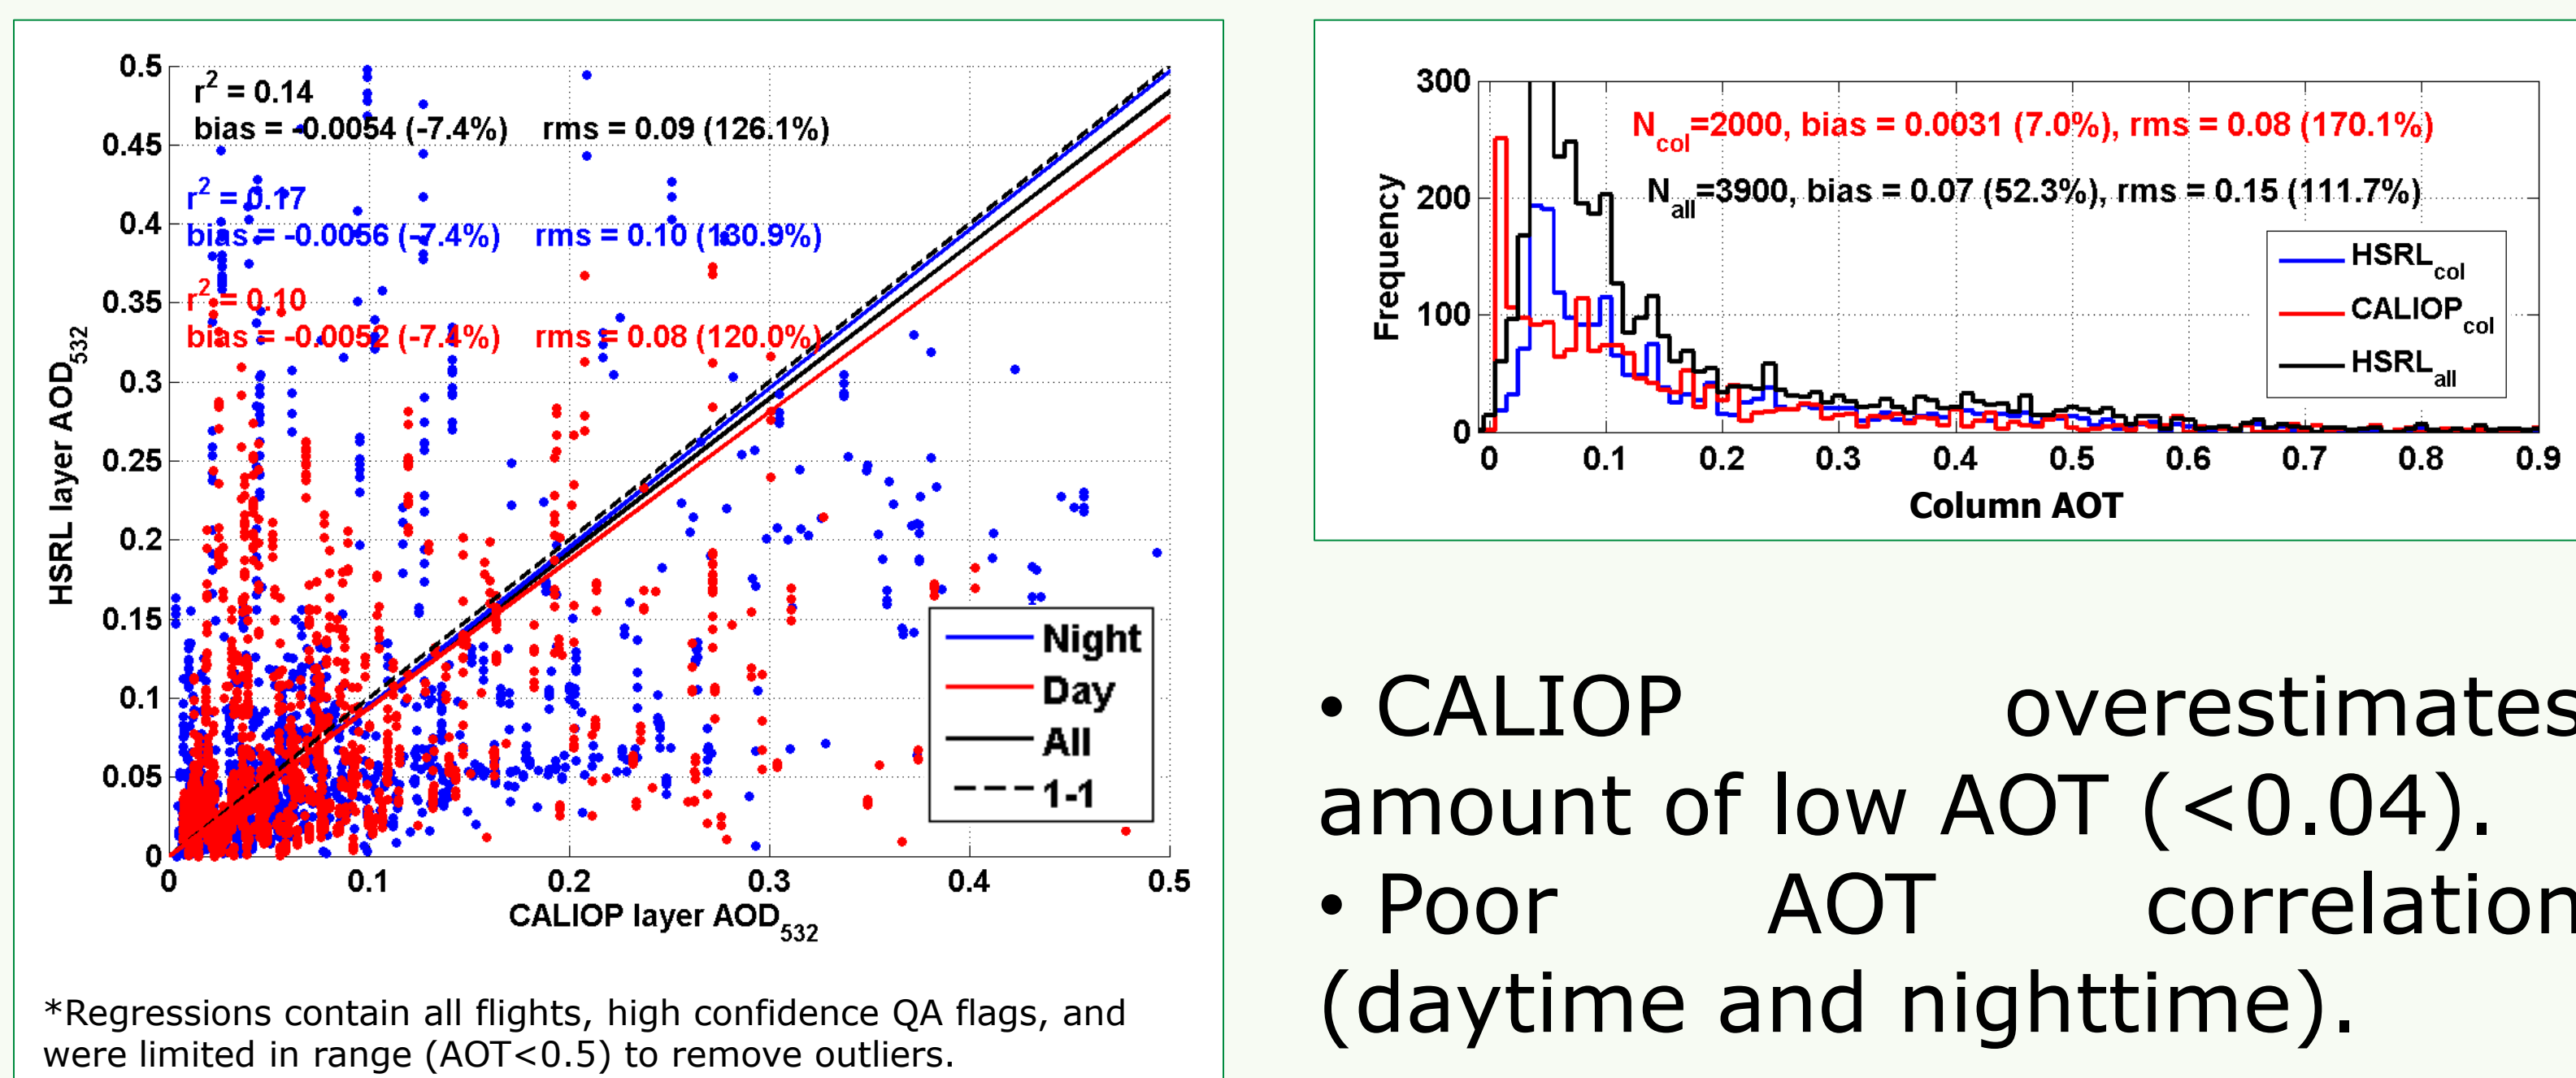 0.5
0.45
0.4
0.35
0.3
0.25
0.2
0.15
0.1
0.05
0
HSRL layer AOD532
r2 = 0.14
bias = -0.0054 (-7.4%) rms = 0.09 (126.1%)
r2 = 0.17
bias = -0.0056 (-7.4%) rms = 0.10 (130.9%)
r2 = 0.10
bias = -0.0052 (-7.4%) rms = 0.08 (120.0%)
Night
Day
All
1-1
0 0.1 0.2 0.3 0.4 0.5
CALIOP layer AOD532
*Regressions contain all flights, high confidence QA flags, and
were limited in range (AOT<0.5) to remove outliers.
300
200
100
0
Frequency
Ncol=2000, bias = 0.0031 (7.0%), rms = 0.08 (170.1%)
Nall=3900, bias = 0.07 (52.3%), rms = 0.15 (111.7%)
HSRLcol
CALIOPcol
HSRLall
0 0.1 0.2 0.3 0.4 0.5 0.6 0.7 0.8 0.9
Column AOT
• CALIOP overestimates
amount of low AOT (<0.04).
• Poor AOT correlation
(daytime and nighttime).